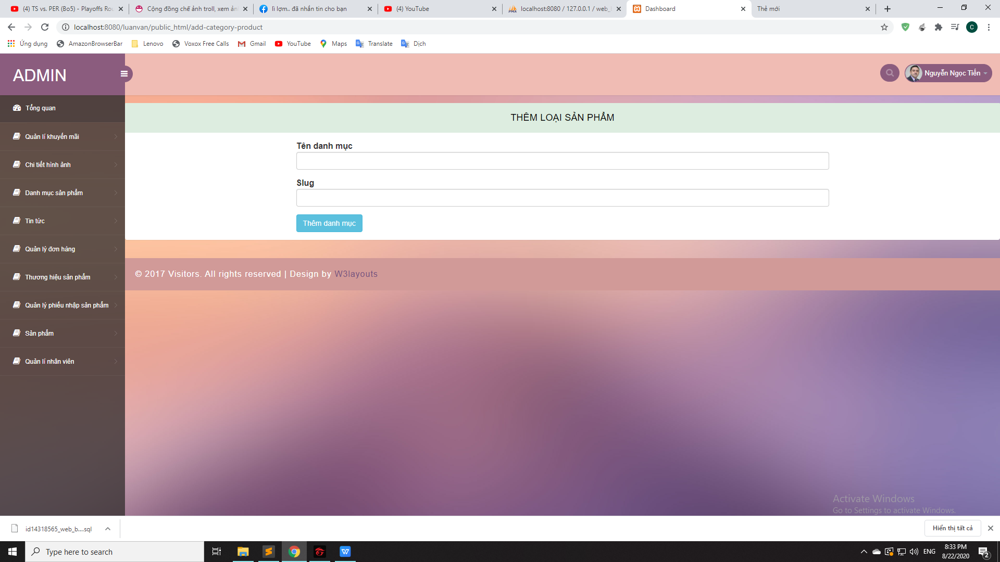 (4) TS vs. PER (Bo5) - Playoffs Rou
Cộng đồng chế ảnh troll, xem ản
lì lợm.. đã nhắn tin cho bạn
(4) YouTube
localhost:8080 / 127.0.0.1 / web_
Dashboard
Thẻ mới
localhost:8080/luanvan/public_html/add-category-product
C
Ứng dụng
AmazonBrowserBar
Lenovo
Voxox Free Calls
Gmail
YouTube
Maps
Translate
Dịch
ADMIN
Nguyễn Ngọc Tiến
Tổng quan
Quản lí khuyến mãi
Chi tiết hình ảnh
Danh mục sản phẩm
Tin tức
Quản lý đơn hàng
Thương hiệu sản phẩm
Quản lý phiếu nhập sản phẩm
Sản phẩm
Quản lí nhân viên
THÊM LOẠI SẢN PHẨM
Tên danh mục
Slug
Thêm danh mục
© 2017 Visitors. All rights reserved | Design by W3layouts
Activate Windows
Go to Settings to activate Windows.
id14318565_web_b....sql
Hiển thị tất cả
Type here to search
ENG
8:33 PM
8/22/2020
2